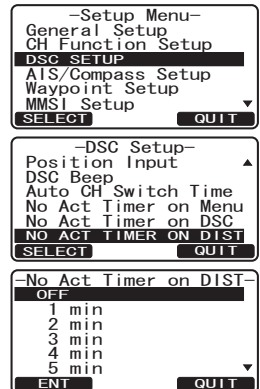 -Setup Menu-
General Setup
CH Function Setup
DSC SETUP
AIS/Compass Setup
Waypoint Setup
MMSI Setup ▼
SELECT QUIT
-DSC Setup-
Position Input ▲
DSC Beep
Auto CH Switch Time
No Act Timer on Menu
No Act Timer on DSC
NO ACT TIMER ON DIST
SELECT QUIT
-No Act Timer on DIST-
OFF
1 min
2 min
3 min
4 min
5 min ▼
ENT QUIT